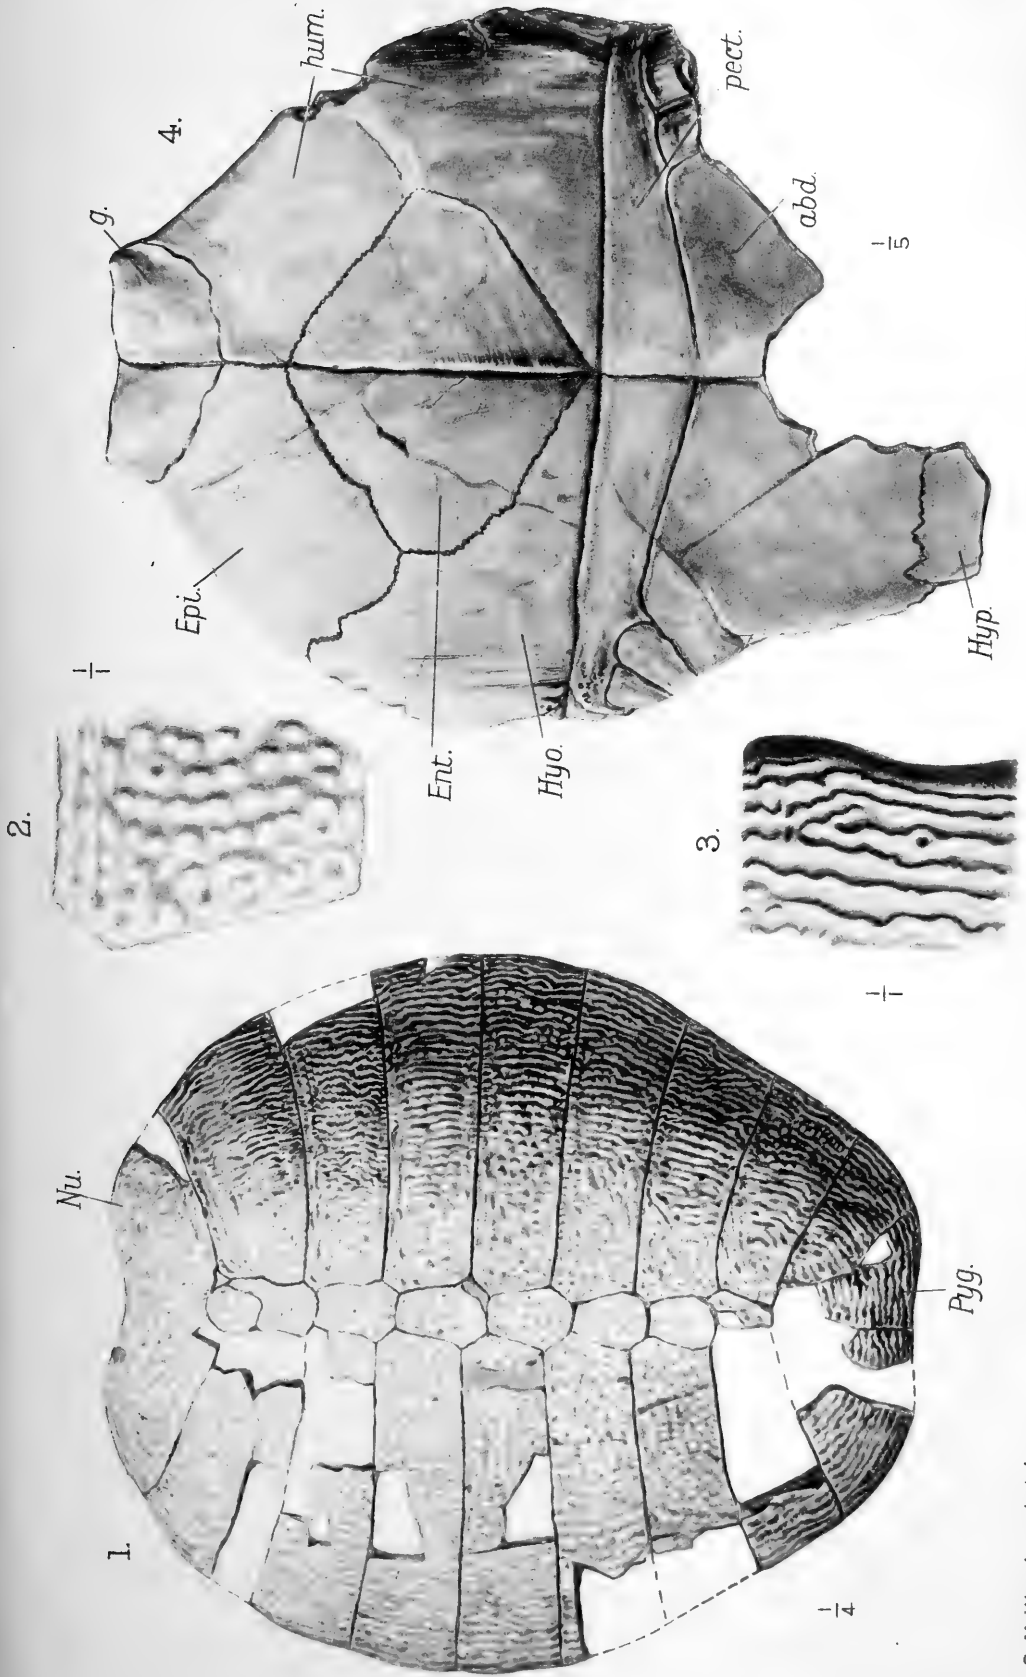 1.
Nu.
Pyg.
1/4
2.
1/1
3.
1/1
4.
g.
hum.
Epi.
Ent.
Hyo.
pect.
abd.
Hyp.
1/5